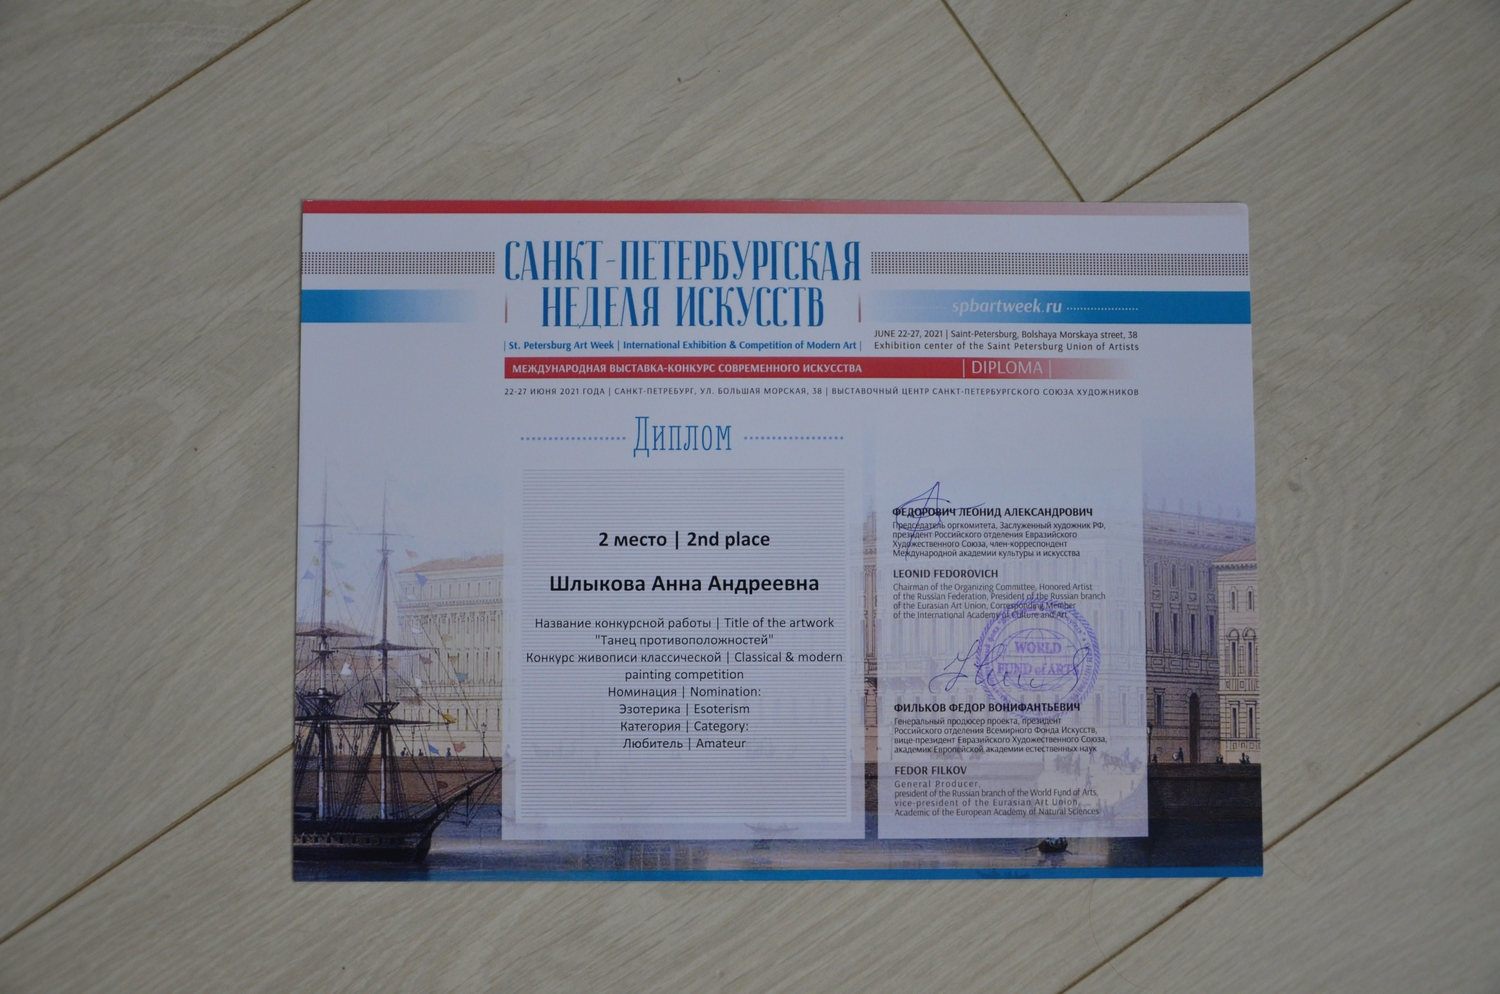 САНКТ-ПЕТЕРБУРГСКАЯ
НЕДЕЛЯ ИСКУССТВ
spbartweek.ru
| St. Petersburg Art Week | International Exhibition & Competition of Modern Art |
JUNE 22-27, 2021 | Saint-Petersburg, Bolshaya Morskaya street, 38
Exhibition center of the Saint Petersburg Union of Artists
МЕЖДУНАРОДНАЯ ВЫСТАВКА-КОНКУРС СОВРЕМЕННОГО ИСКУССТВА
| DIPLOMA |
22-27 ИЮНЯ 2021 ГОДА | САНКТ-ПЕТРЕБУРГ, УЛ. БОЛЬШАЯ МОРСКАЯ, 38 | ВЫСТАВОЧНЫЙ ЦЕНТР САНКТ-ПЕТЕРБУРГСКОГО СОЮЗА ХУДОЖНИКОВ
Диплом
2 место | 2nd place
Шлыкова Анна Андреевна
Название конкурсной работы | Title of the artwork
"Танец противоположностей"
Конкурс живописи классической | Classical & modern
painting competition
Номинация | Nomination:
Эзотерика | Esoterism
Категория | Category:
Любитель | Amateur
ФЕДОРОВИЧ ЛЕОНИД АЛЕКСАНДРОВИЧ
Председатель оргкомитета, Заслуженный художник РФ,
президент Российского отделения Евразийского
Художественного Союза, член-корреспондент
Международной академии культуры и искусства
LEONID FEDOROVICH
Chairman of the Organizing Committee, Honored Artist
of the Russian Federation, President of the Russian branch
of the Eurasian Art Union, Corresponding Member
of the International Academy of Culture and Art
WORLD
FUND of ARTS
ФИЛЬКОВ ФЕДОР ВОНИФАНТЬЕВИЧ
Генеральный продюсер проекта, президент
Российского отделения Всемирного Фонда Искусств,
вице-президент Евразийского Художественного Союза,
академик Европейской академии естественных наук
FEDOR FILKOV
General Producer,
president of the Russian branch of the World Fund of Arts,
vice-president of the Eurasian Art Union,
Academic of the European Academy of Natural Sciences